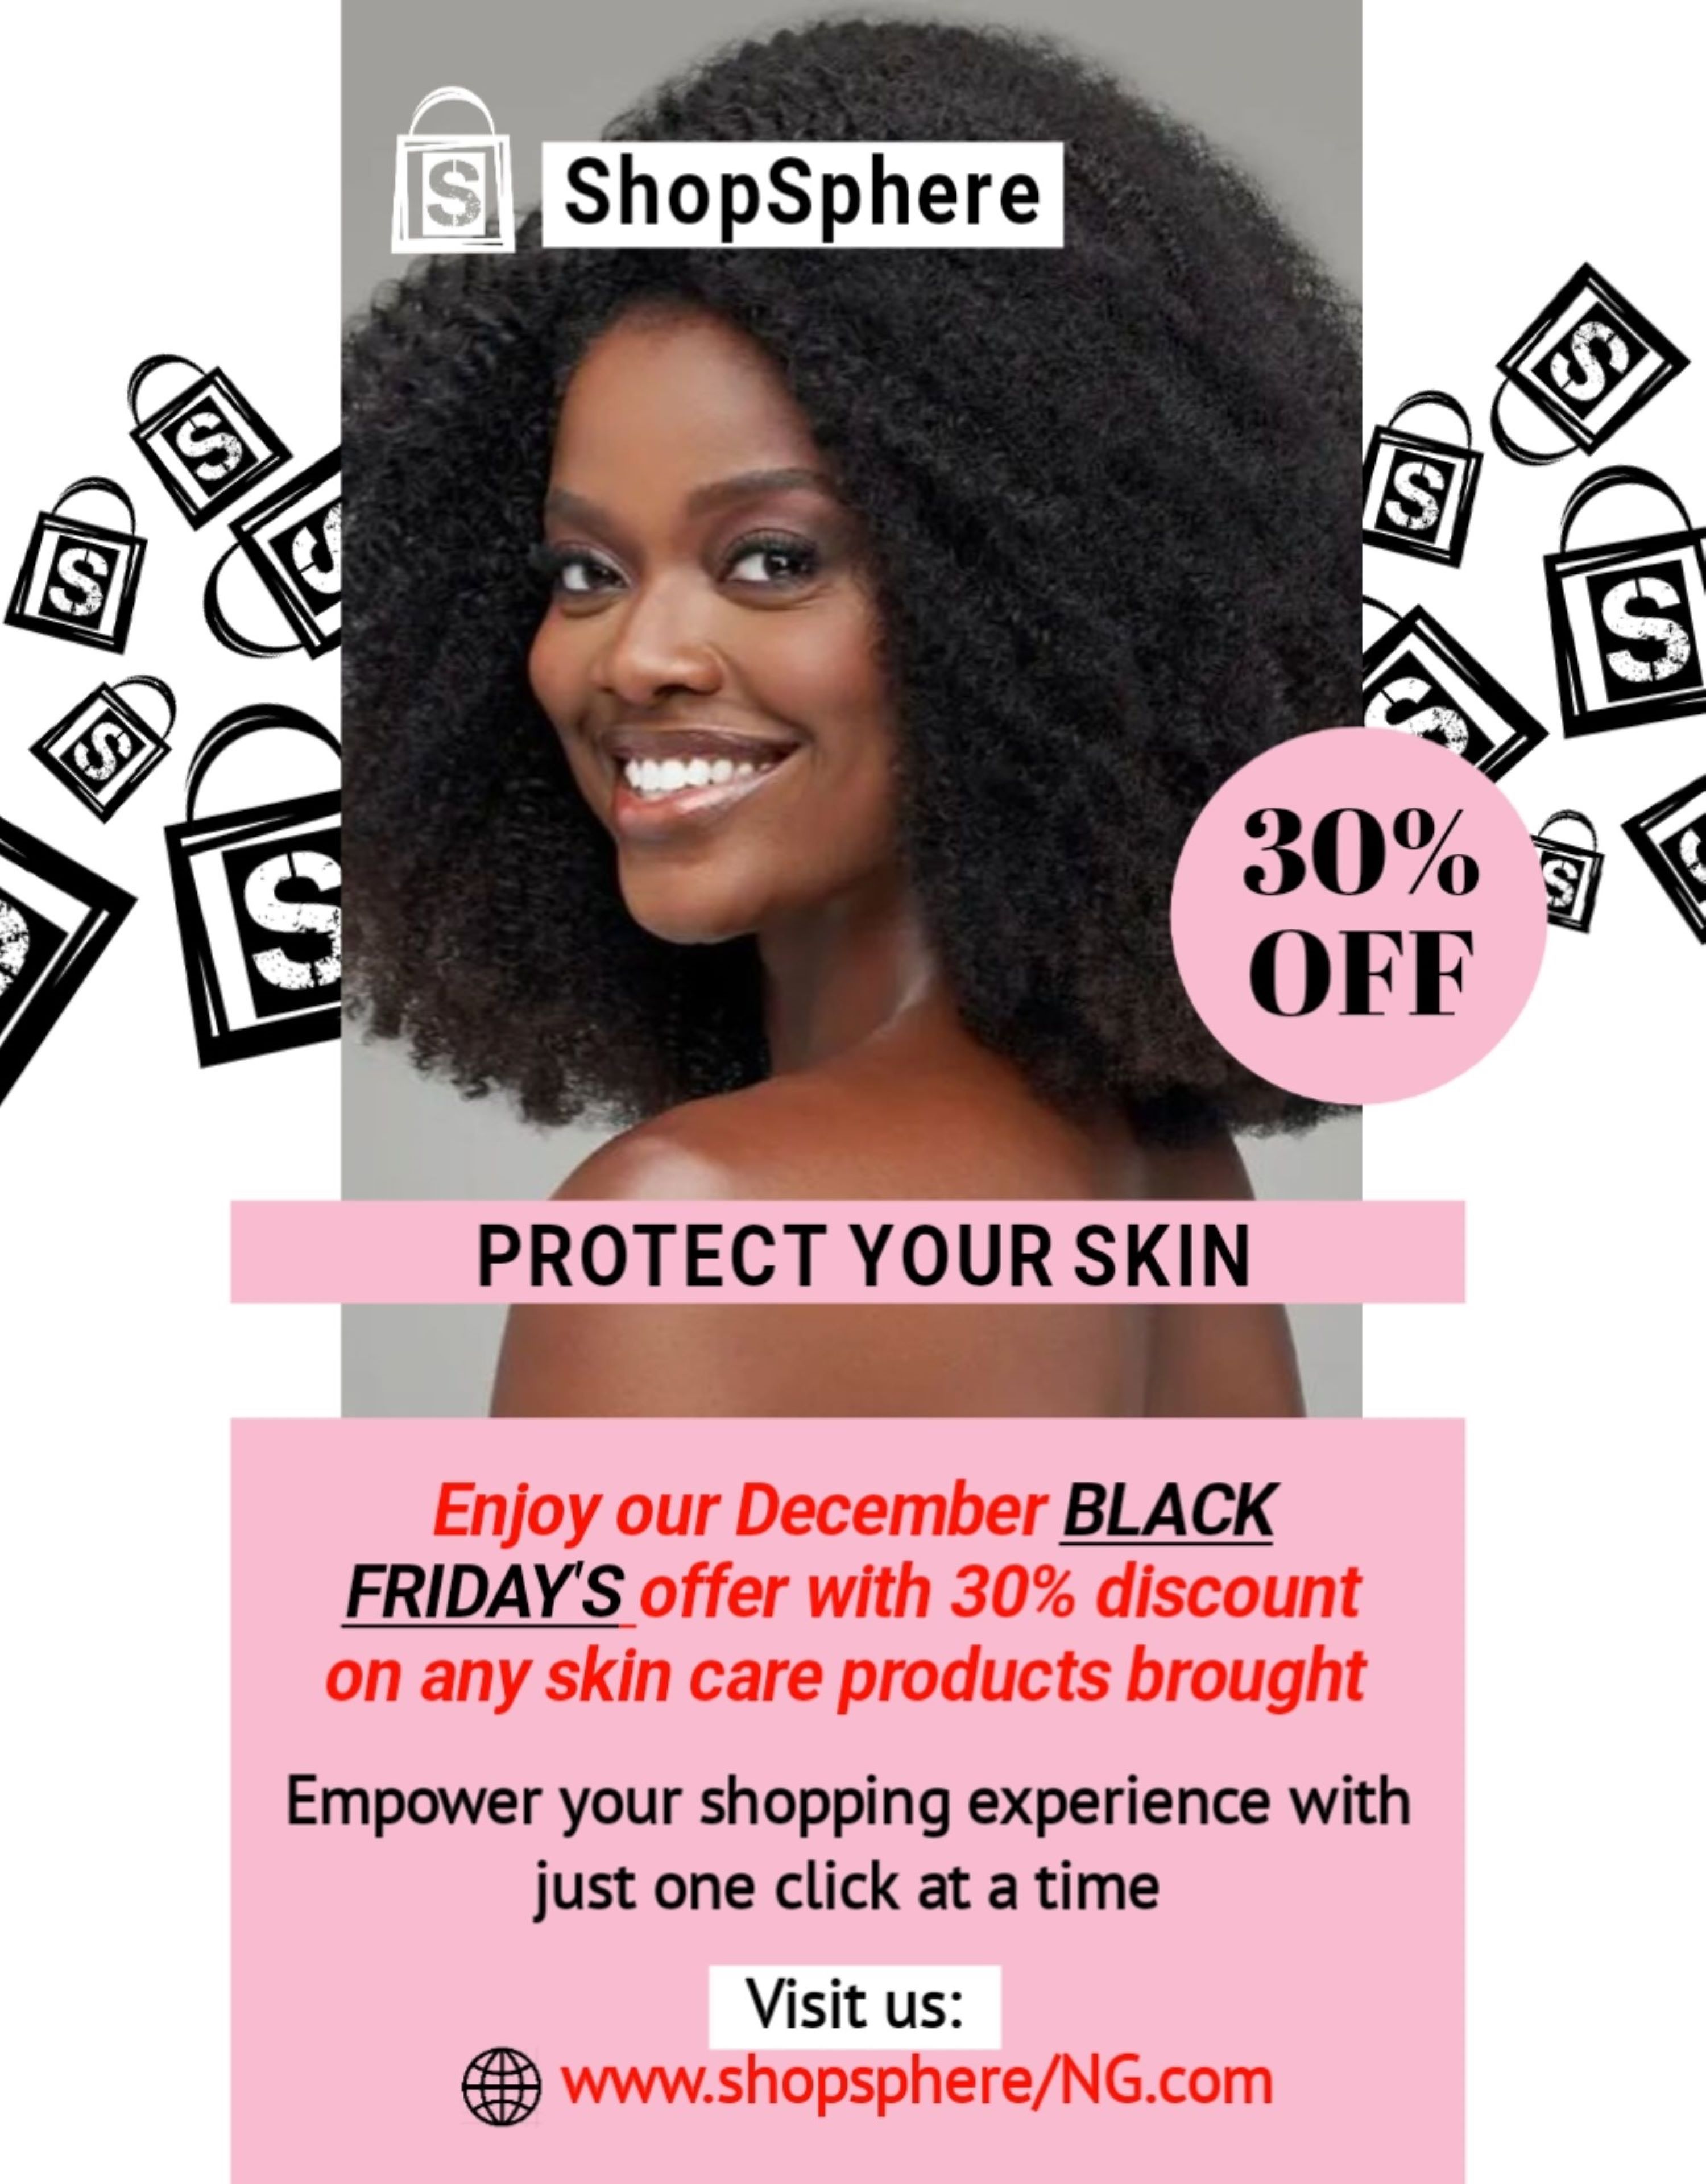 S
ShopSphere
S
S
S
S
S
S
S
S
S
S
S
30%
OFF
PROTECT YOUR SKIN
Enjoy our December BLACK
FRIDAY'S offer with 30% discount
on any skin care products brought
Empower your shopping experience with
just one click at a time
Visit us:
www.shopsphere/NG.com